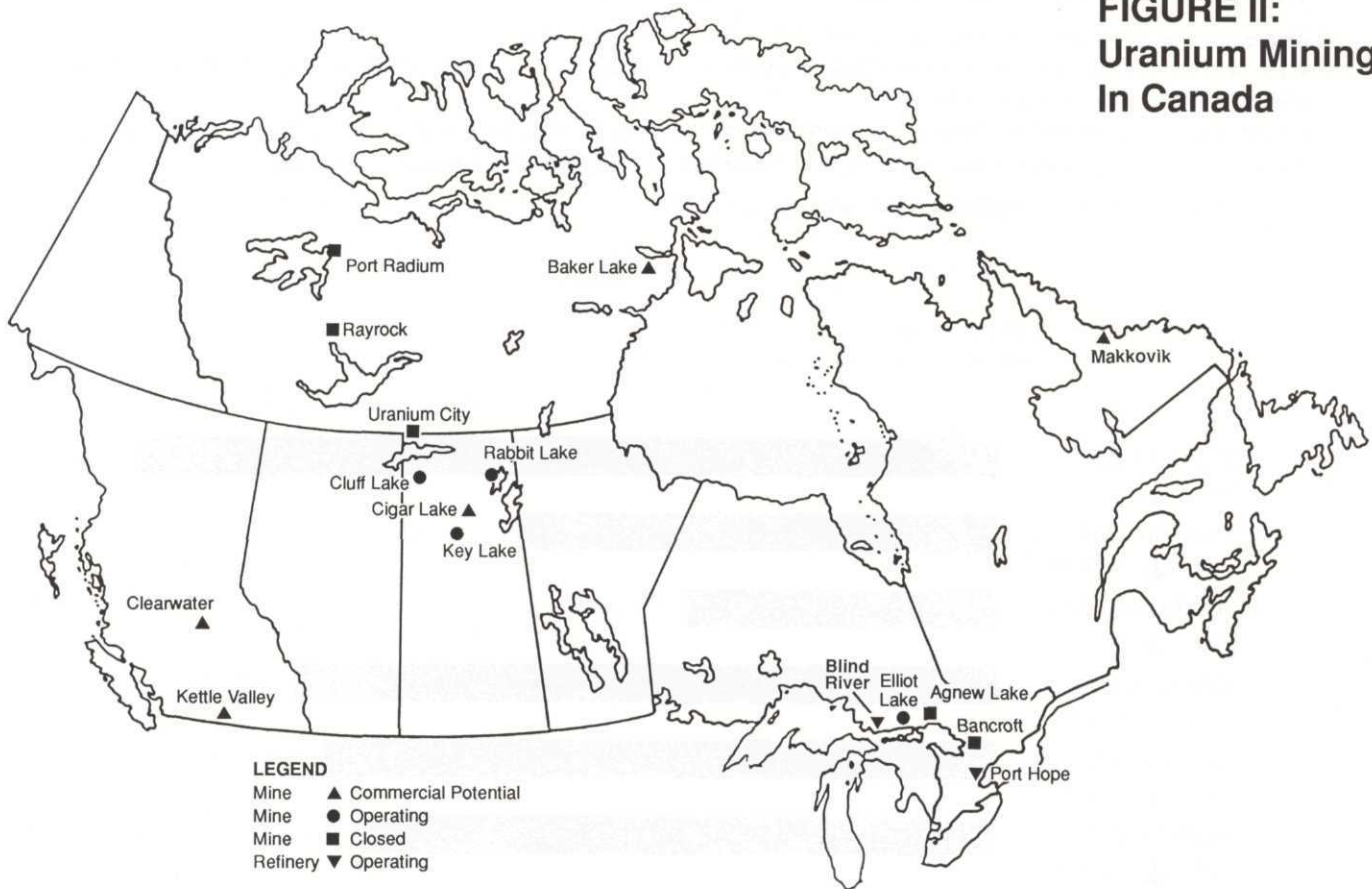 FIGURE II:
Uranium Mining
In Canada
Port Radium
Baker Lake
Rayrock
Makkovik
Uranium City
Rabbit Lake
Cluff Lake
Cigar Lake
Key Lake
Clearwater
Kettle Valley
Blind
River
Elliot
Lake
Agnew Lake
Bancroft
Port Hope
LEGEND
Mine ▲ Commercial Potential
Mine ● Operating
Mine ■ Closed
Refinery ▼ Operating